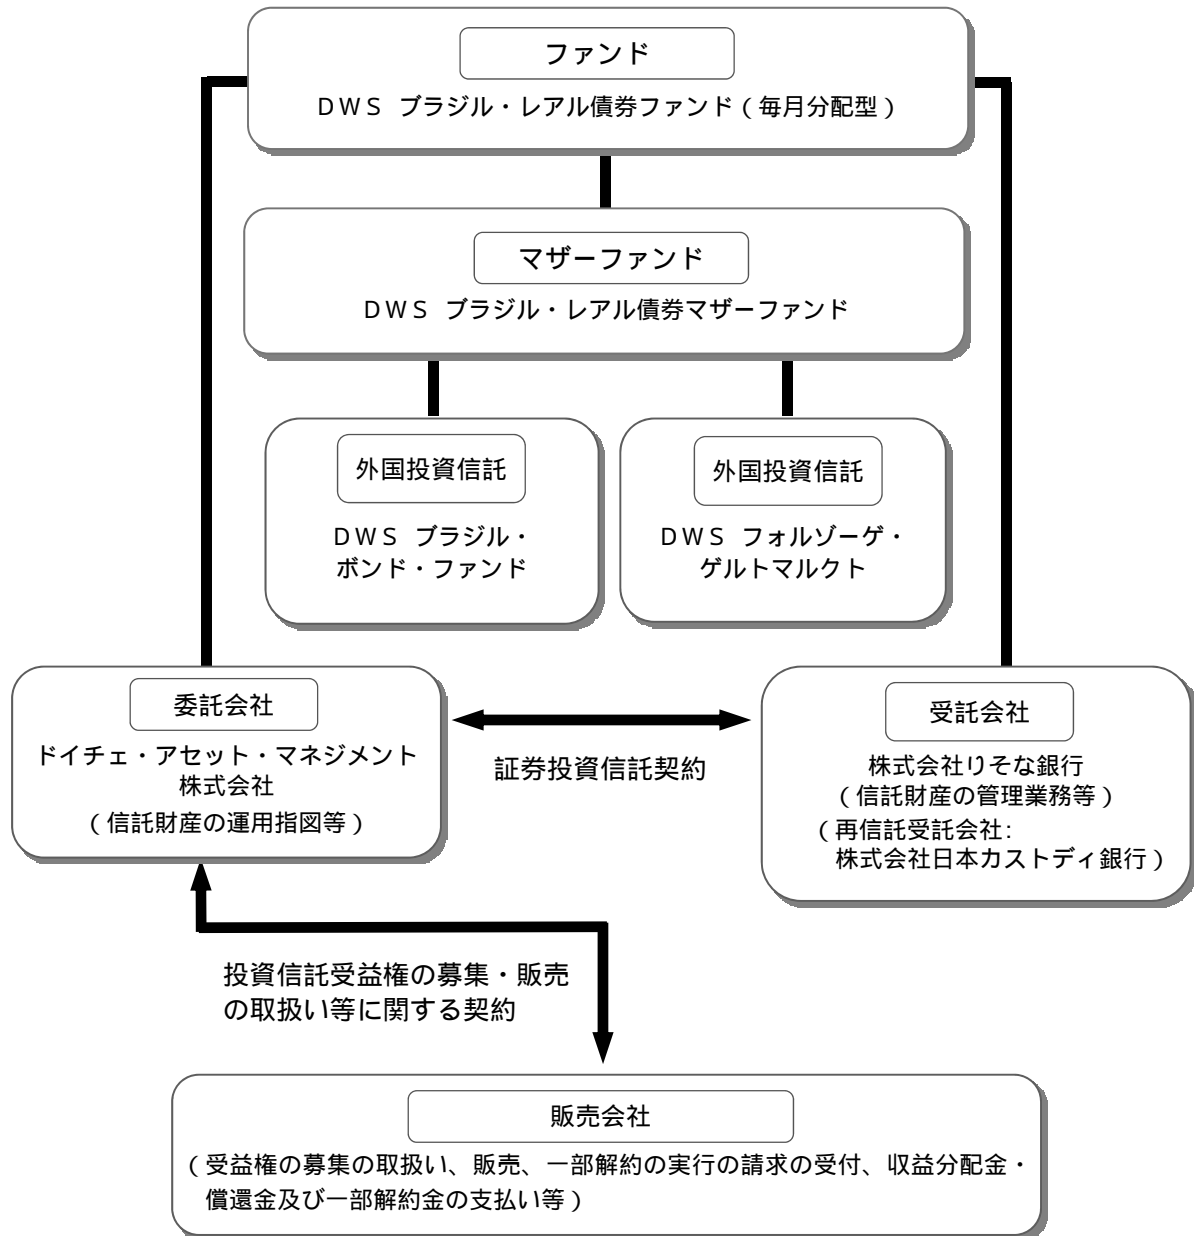 ファンド
DWS ブラジル・レアル債券ファンド(毎月分配型)
マザーファンド
DWS ブラジル・レアル債券マザーファンド
外国投資信託
DWS ブラジル・
ボンド・ファンド
外国投資信託
DWS フォルゾーゲ・
ゲルトマルクト
委託会社
ドイチェ・アセット・マネジメント
株式会社
(信託財産の運用指図等)
証券投資信託契約
受託会社
株式会社りそな銀行
(信託財産の管理業務等)
(再信託受託会社:
株式会社日本カストディ銀行)
投資信託受益権の募集・販売
の取扱い等に関する契約
販売会社
(受益権の募集の取扱い、販売、一部解約の実行の請求の受付、収益分配金・
償還金及び一部解約金の支払い等)